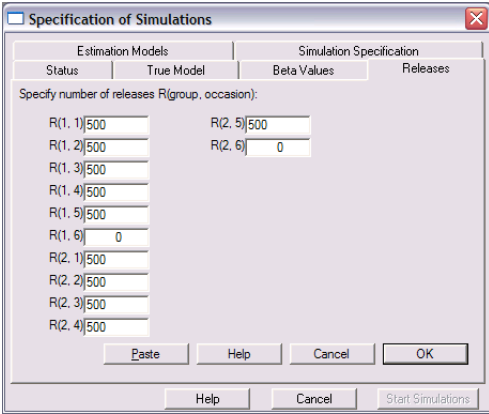 Specification of Simulations
Estimation Models
Simulation Specification
Status
True Model
Beta Values
Releases
Specify number of releases R(group, occasion):
R(1, 1) 500
R(1, 2) 500
R(1, 3) 500
R(1, 4) 500
R(1, 5) 500
R(1, 6) 0
R(2, 1) 500
R(2, 2) 500
R(2, 3) 500
R(2, 4) 500
R(2, 5) 500
R(2, 6) 0
Paste
Help
Cancel
OK
Help
Cancel
Start Simulations